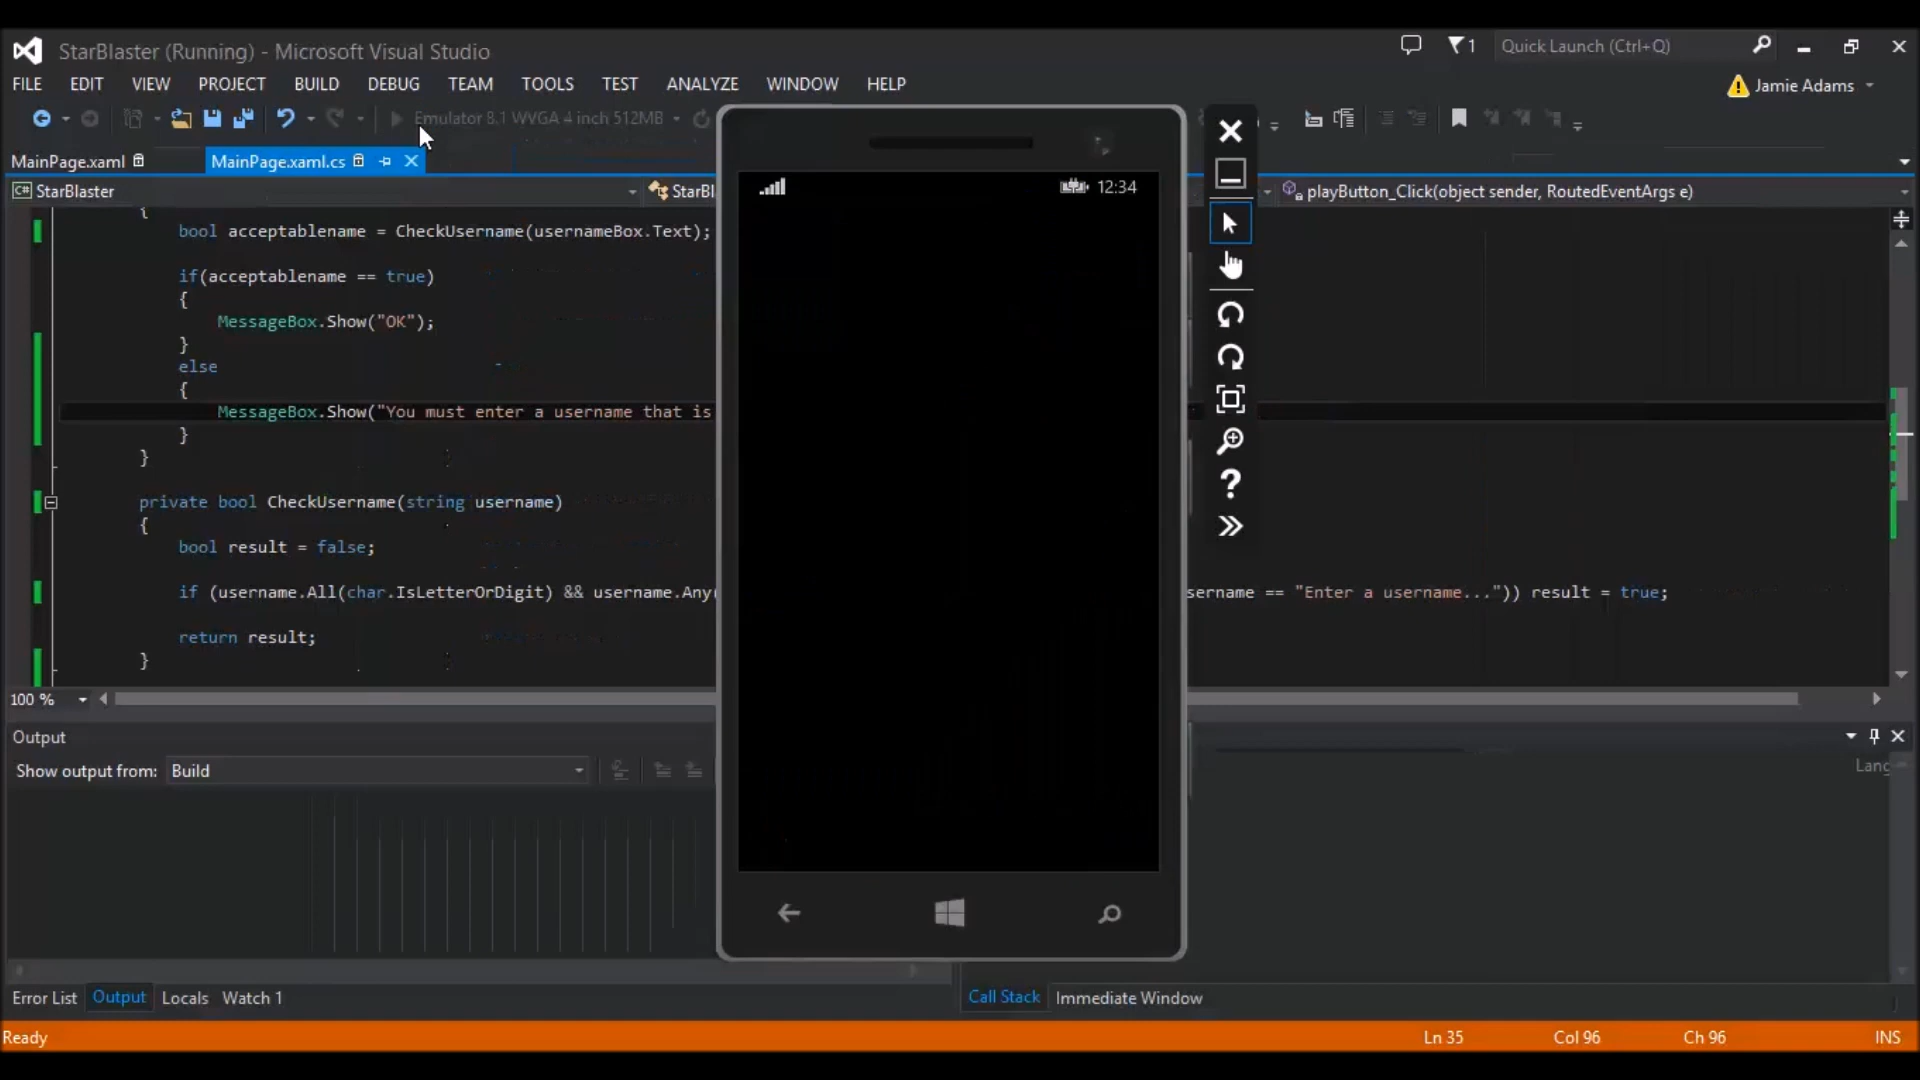 StarBlaster (Running) - Microsoft Visual Studio
1
Quick Launch (Ctrl+Q)
FILE EDIT VIEW PROJECT BUILD DEBUG TEAM TOOLS TEST ANALYZE WINDOW HELP
Jamie Adams
Emulator 8.1 WVGA 4 inch 512MB
MainPage.xaml
MainPage.xaml.cs
C# StarBlaster
StarBl
playButton_Click(object sender, RoutedEventArgs e)
12:34
{
bool acceptablename = CheckUsername(usernameBox.Text);
if(acceptablename == true)
{
MessageBox.Show("OK");
}
else
{
MessageBox.Show("You must enter a username that is
}
}
private bool CheckUsername(string username)
{
bool result = false;
if (username.All(char.IsLetterOrDigit) && username.Any(
sername == "Enter a username...")) result = true;
return result;
}
100 %
Output
Show output from: Build
Lang
Error List Output Locals Watch 1
Call Stack Immediate Window
Ready
Ln 35 Col 96 Ch 96 INS